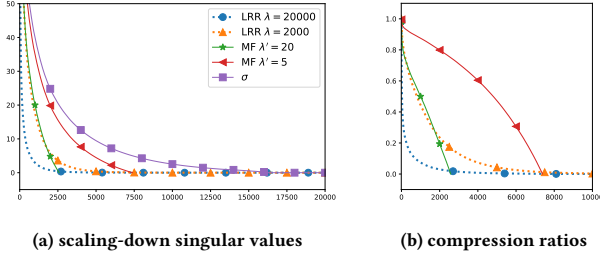 50
40
30
20
10
0
0 2500 5000 7500 10000 12500 15000 17500 20000
LRR λ = 20000
LRR λ = 2000
MF λ′ = 20
MF λ′ = 5
σ
(a) scaling-down singular values
1.0
0.8
0.6
0.4
0.2
0.0
0 2000 4000 6000 8000 10000
(b) compression ratios